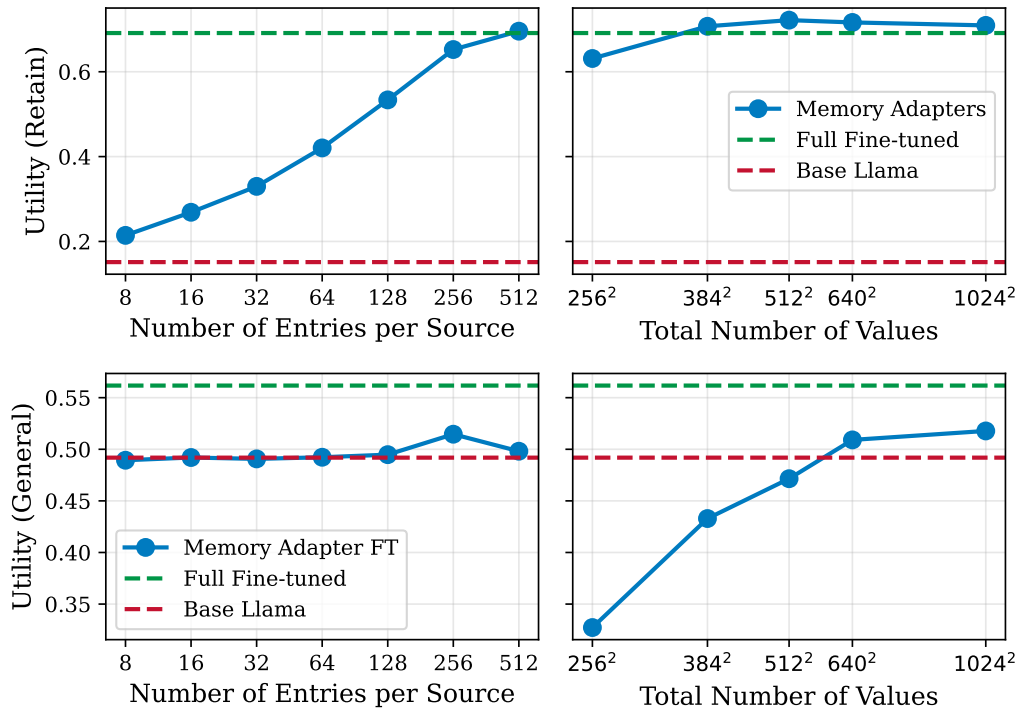 Utility (Retain)
0.6
0.4
0.2
8 16 32 64 128 256 512
Number of Entries per Source
Memory Adapters
Full Fine-tuned
Base Llama
256² 384² 512² 640² 1024²
Total Number of Values
Utility (General)
0.55
0.50
0.45
0.40
0.35
Memory Adapter FT
Full Fine-tuned
Base Llama
8 16 32 64 128 256 512
Number of Entries per Source
256² 384² 512² 640² 1024²
Total Number of Values